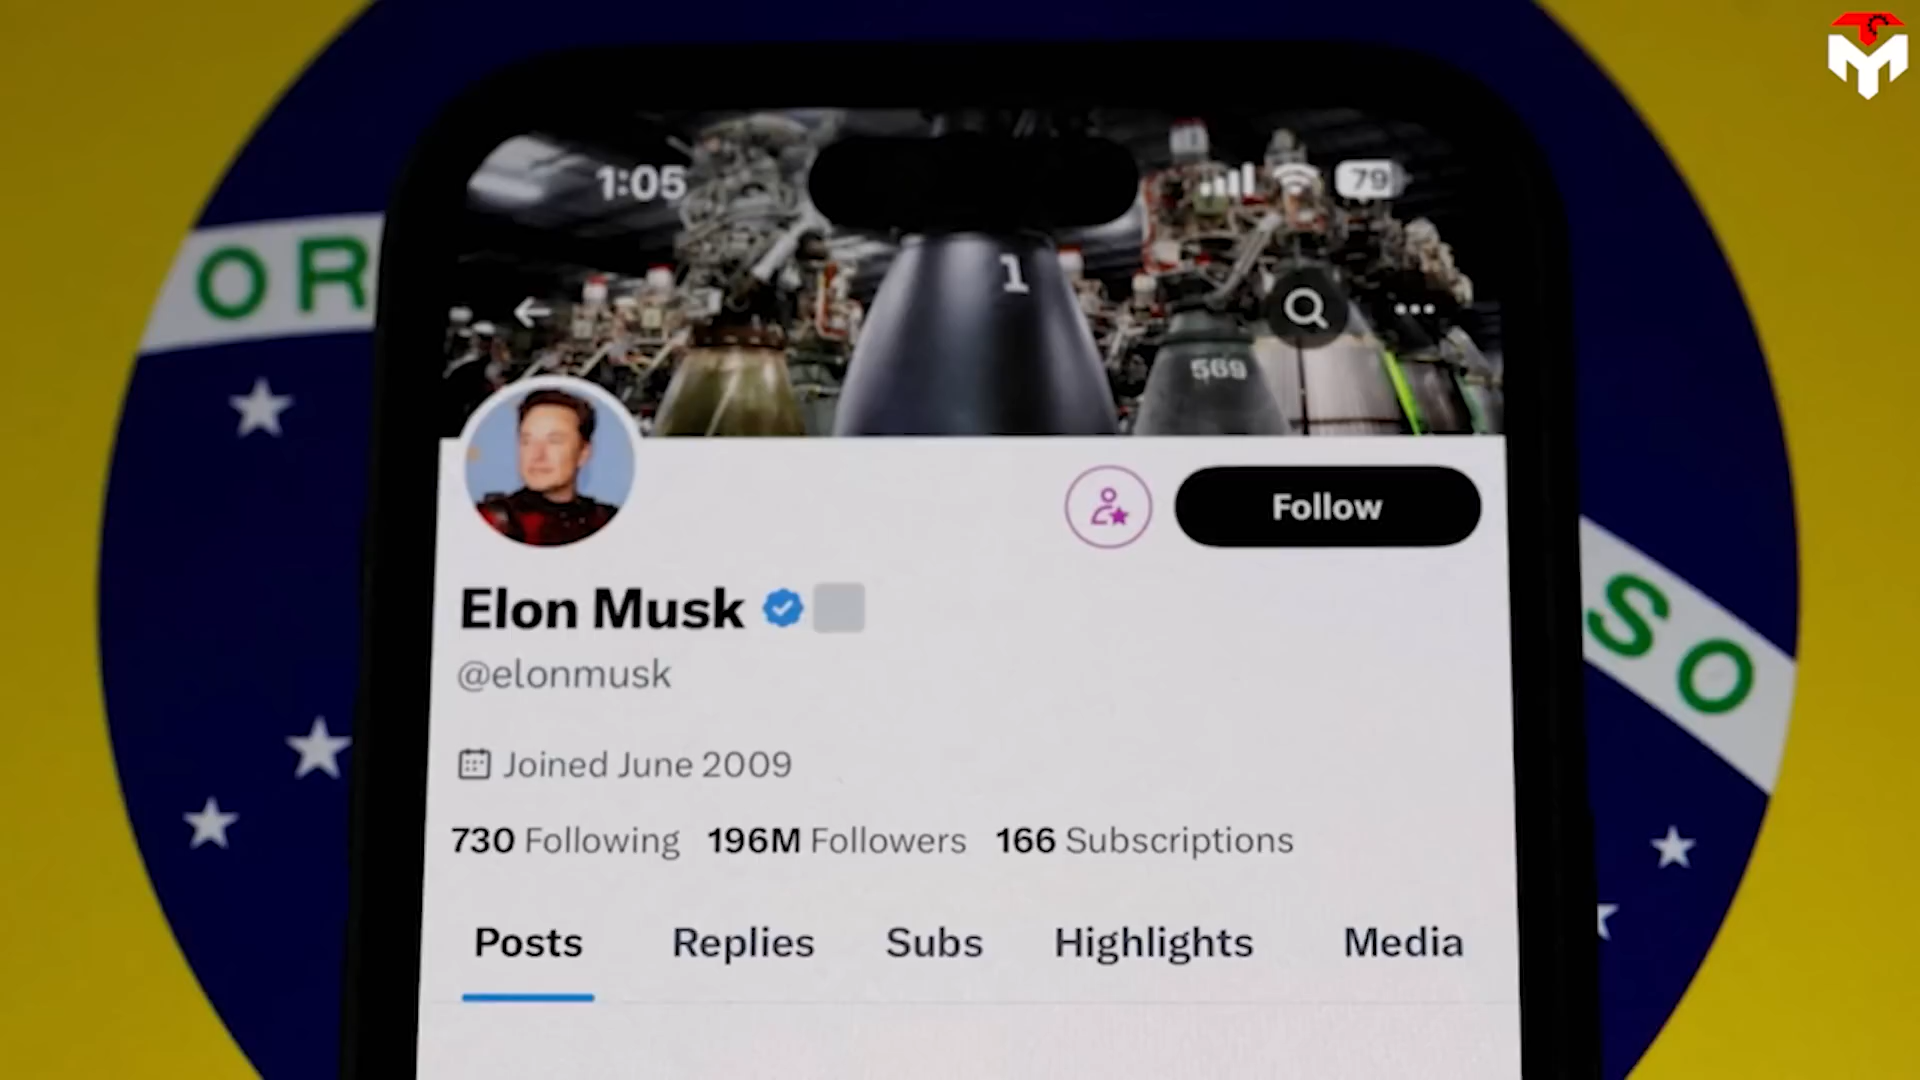 1:05
79
1
569
OR
Elon Musk
Follow
@elonmusk
SO
Joined June 2009
730 Following 196M Followers 166 Subscriptions
Posts Replies Subs Highlights Media